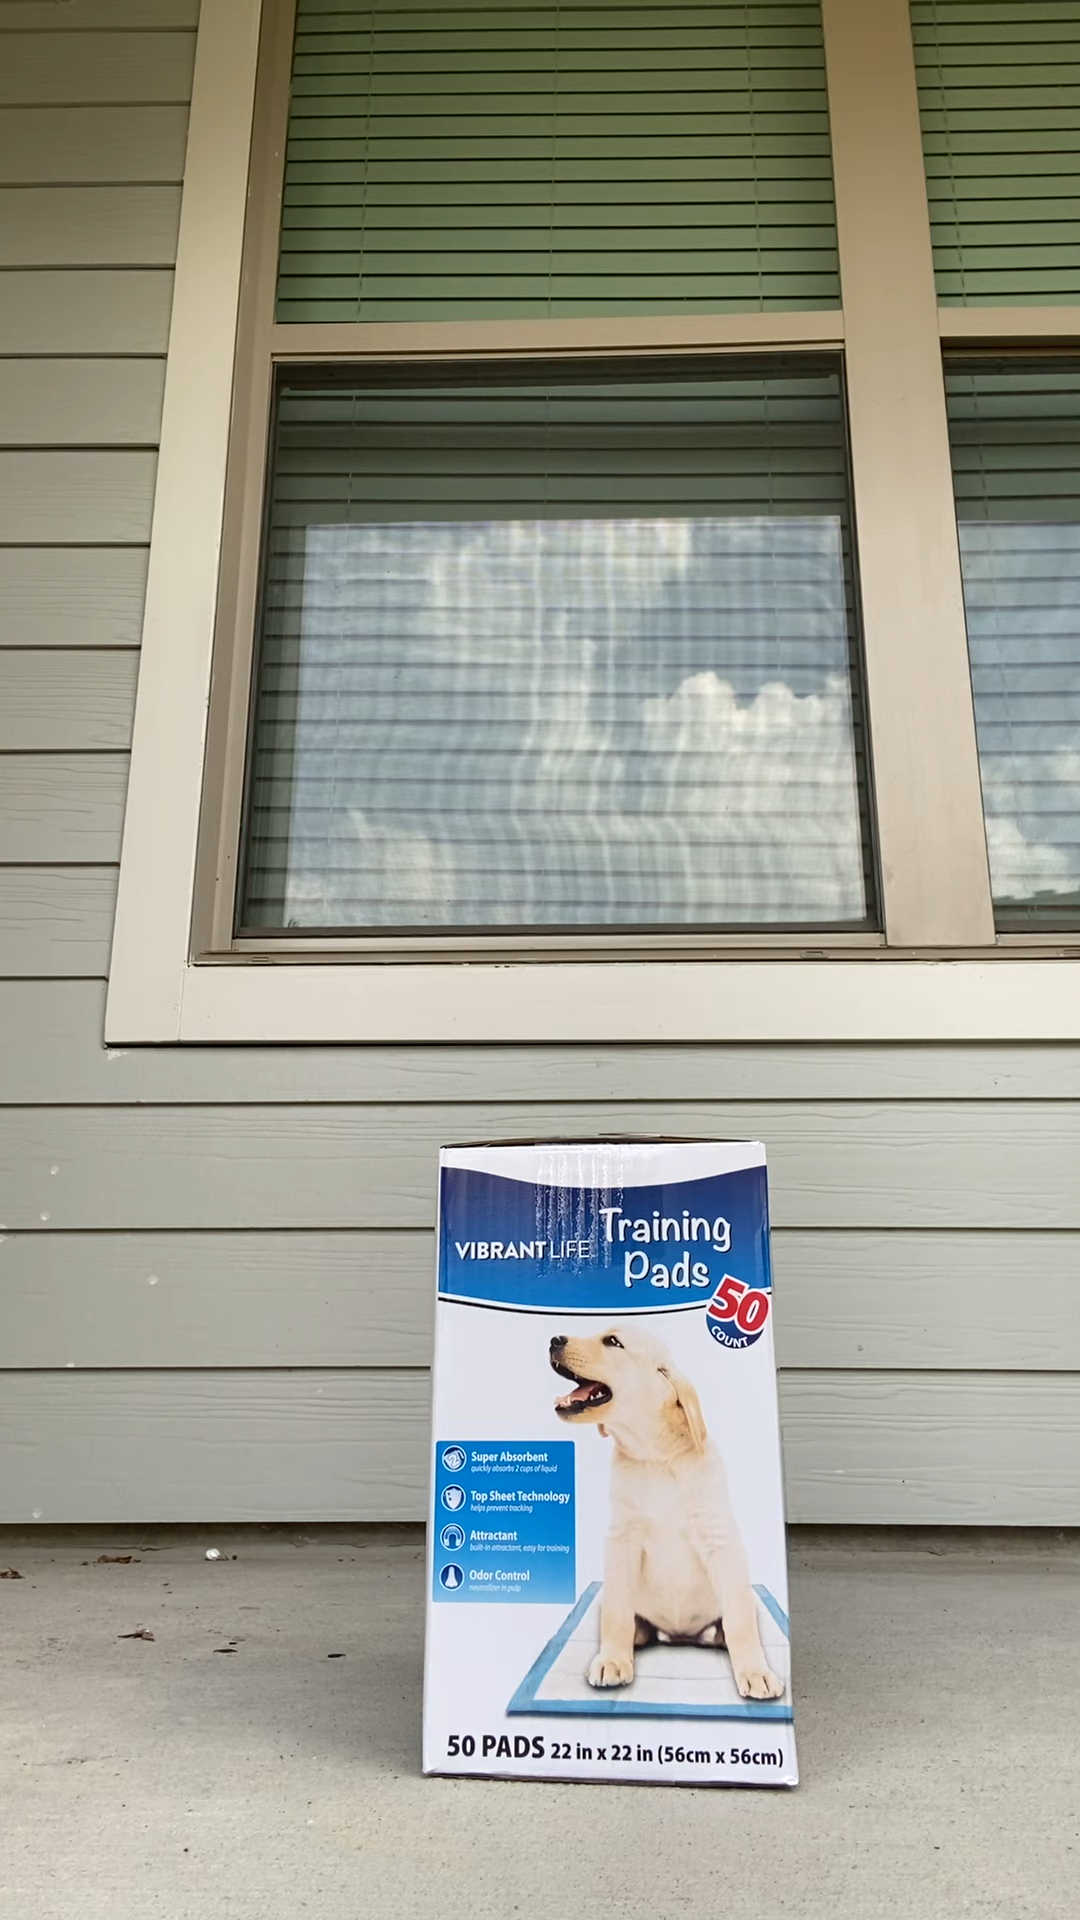 VIBRANT LIFE
Training
Pads
50
COUNT
Super Absorbent
quickly absorbs 2 cups of liquid
Top Sheet Technology
helps prevent tracking
Attractant
built-in attractant, easy for training
Odor Control
neutralizer in pulp
50 PADS 22 in x 22 in (56cm x 56cm)